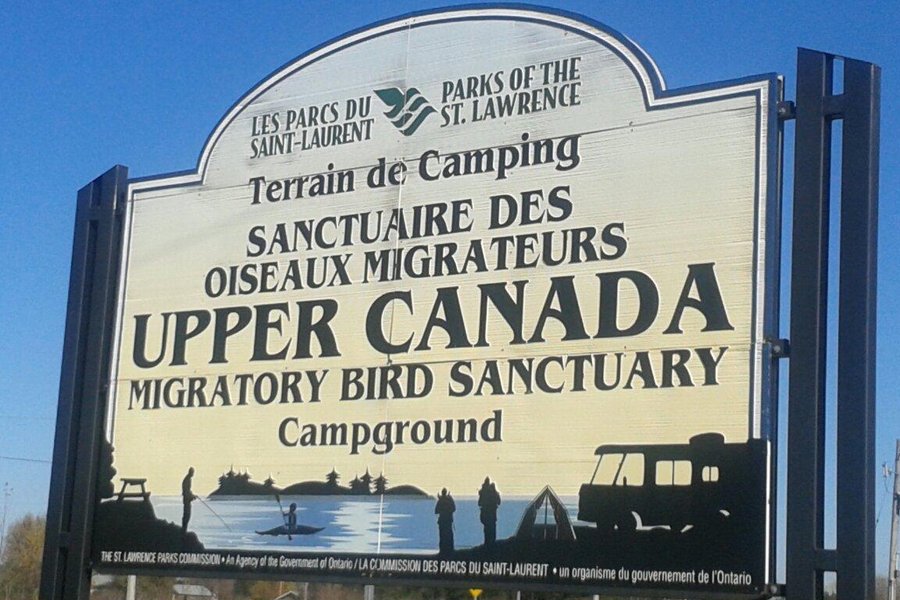 LES PARCS DU
SAINT-LAURENT
PARKS OF THE
ST. LAWRENCE
Terrain de Camping
SANCTUAIRE DES
OISEAUX MIGRATEURS
UPPER CANADA
MIGRATORY BIRD SANCTUARY
Campground
THE ST. LAWRENCE PARKS COMMISSION • An Agency of the Government of Ontario / LA COMMISSION DES PARCS DU SAINT-LAURENT • un organisme du gouvernement de l'Ontario